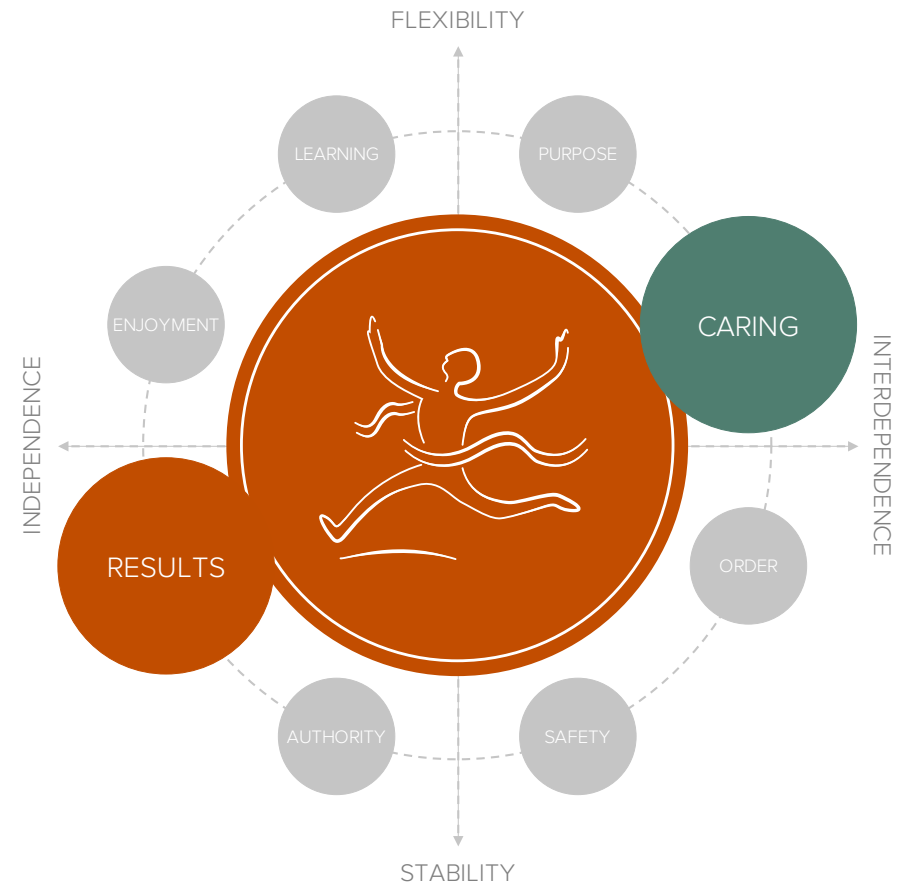 FLEXIBILITY
LEARNING
PURPOSE
ENJOYMENT
CARING
INDEPENDENCE
INTERDEPENDENCE
RESULTS
ORDER
AUTHORITY
SAFETY
STABILITY